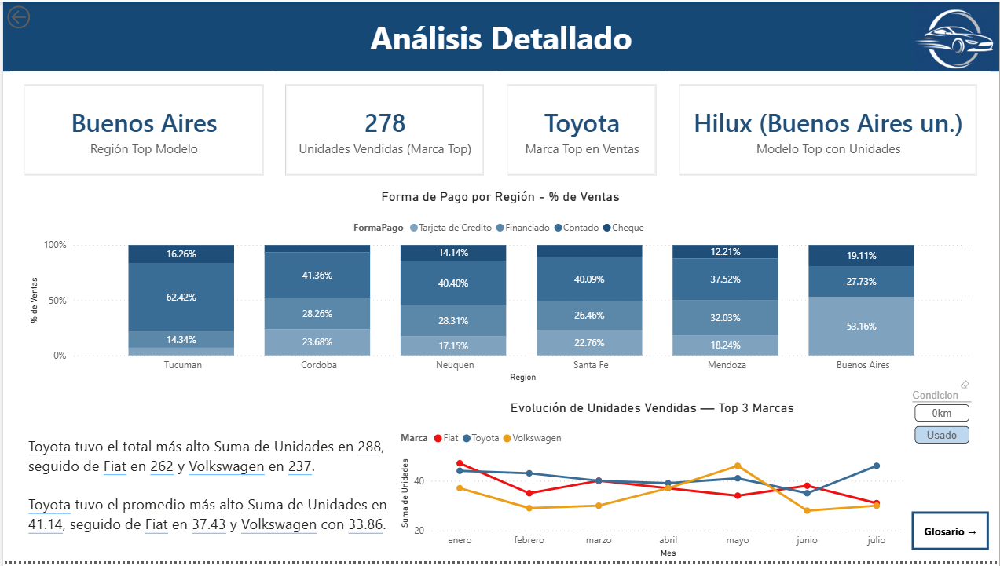 Análisis Detallado
Buenos Aires
Región Top Modelo
278
Unidades Vendidas (Marca Top)
Toyota
Marca Top en Ventas
Hilux (Buenos Aires un.)
Modelo Top con Unidades
Forma de Pago por Región - % de Ventas
FormaPago Tarjeta de Credito Financiado Contado Cheque
% de Ventas
100%
50%
0%
16.26%
62.42%
14.34%
41.36%
28.26%
23.68%
14.14%
40.40%
28.31%
17.15%
40.09%
26.46%
22.76%
12.21%
37.52%
32.03%
18.24%
19.11%
27.73%
53.16%
Tucuman Cordoba Neuquen Santa Fe Mendoza Buenos Aires
Region
Condicion
0km
Usado
Toyota tuvo el total más alto Suma de Unidades en 288,
seguido de Fiat en 262 y Volkswagen en 237.
Toyota tuvo el promedio más alto Suma de Unidades en
41.14, seguido de Fiat en 37.43 y Volkswagen con 33.86.
Evolución de Unidades Vendidas — Top 3 Marcas
Marca Fiat Toyota Volkswagen
Suma de Unidades
40
20
enero febrero marzo abril mayo junio julio
Mes
Glosario →